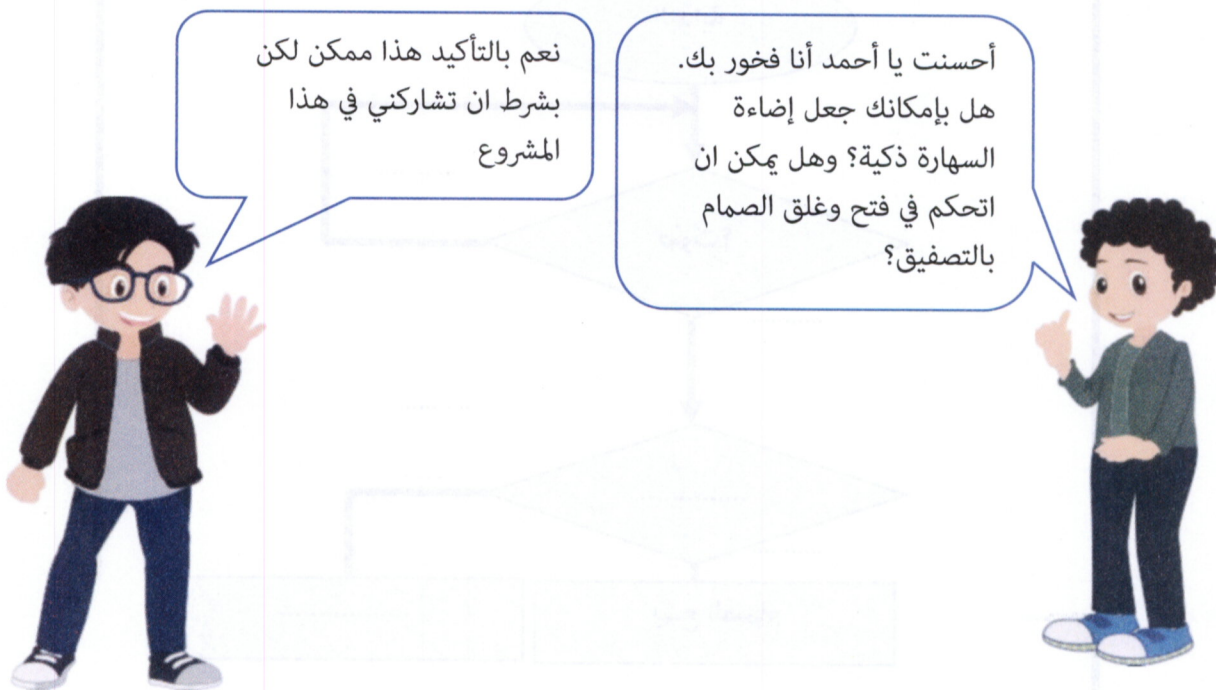 أحسنت يا أحمد أنا فخور بك.
هل بإمكانك جعل إضاءة
السهارة ذكية؟ وهل يمكن ان
اتحكم في فتح وغلق الصمام
بالتصفيق؟
نعم بالتأكيد هذا ممكن لكن
بشرط ان تشاركني في هذا
المشروع